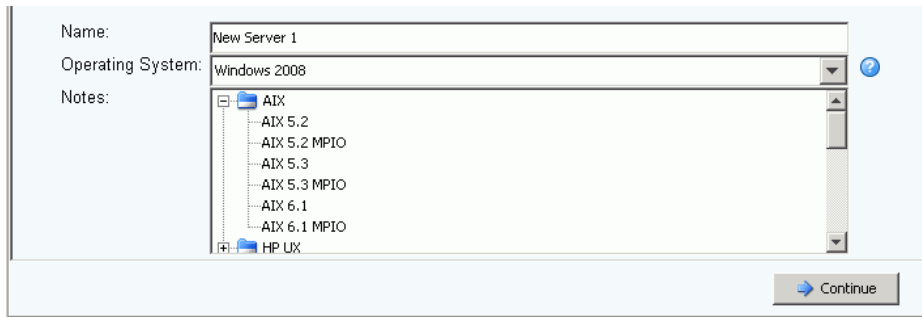 Name:
New Server 1
Operating System:
Windows 2008
Notes:
AIX
AIX 5.2
AIX 5.2 MPIO
AIX 5.3
AIX 5.3 MPIO
AIX 6.1
AIX 6.1 MPIO
HP UX
Continue